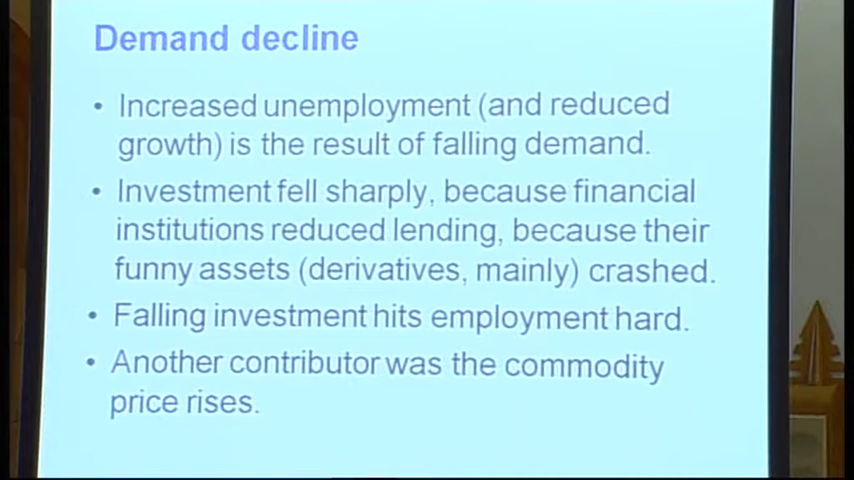 Demand decline
• Increased unemployment (and reduced
growth) is the result of falling demand.
• Investment fell sharply, because financial
institutions reduced lending, because their
funny assets (derivatives, mainly) crashed.
• Falling investment hits employment hard.
• Another contributor was the commodity
price rises.